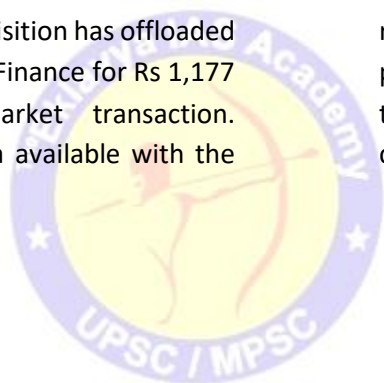 isition has offloaded
Finance for Rs 1,177
arket transaction.
available with the
Academy
UPSC / MPSC